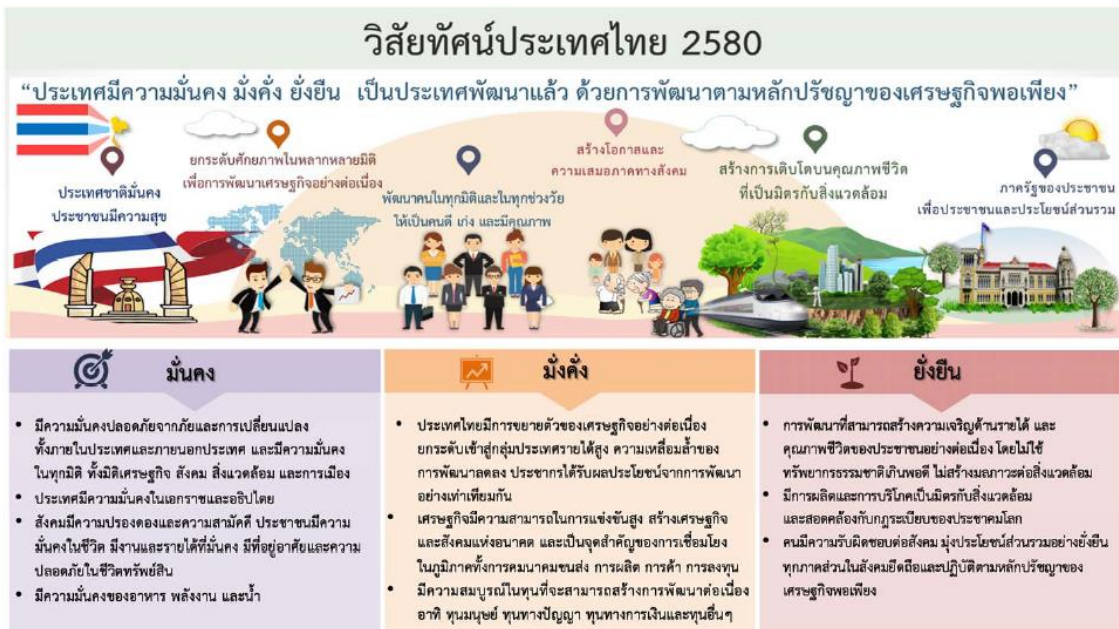 วิสัยทัศน์ประเทศไทย 2580
“ประเทศมีความมั่นคง มั่งคั่ง ยั่งยืน เป็นประเทศพัฒนาแล้ว ด้วยการพัฒนาตามหลักปรัชญาของเศรษฐกิจพอเพียง”
ประเทศชาติมั่นคง
ประชาชนมีความสุข
ยกระดับศักยภาพในหลากหลายมิติ
เพื่อการพัฒนาเศรษฐกิจอย่างต่อเนื่อง
พัฒนาคนในทุกมิติและในทุกช่วงวัย
ให้เป็นคนดี เก่ง และมีคุณภาพ
สร้างโอกาสและ
ความเสมอภาคทางสังคม
สร้างการเติบโตบนคุณภาพชีวิต
ที่เป็นมิตรกับสิ่งแวดล้อม
ภาครัฐของประชาชน
เพื่อประชาชนและประโยชน์ส่วนรวม
มั่นคง
• มีความมั่นคงปลอดภัยจากภัยและการเปลี่ยนแปลง
ทั้งภายในประเทศและภายนอกประเทศ และมีความมั่นคง
ในทุกมิติ ทั้งมิติเศรษฐกิจ สังคม สิ่งแวดล้อม และการเมือง
• ประเทศมีความมั่นคงในเอกราชและอธิปไตย
• สังคมมีความปรองดองและความสามัคคี ประชาชนมีความ
มั่นคงในชีวิต มีงานและรายได้ที่มั่นคง มีที่อยู่อาศัยและความ
ปลอดภัยในชีวิตทรัพย์สิน
• มีความมั่นคงของอาหาร พลังงาน และน้ำ
มั่งคั่ง
• ประเทศไทยมีการขยายตัวของเศรษฐกิจอย่างต่อเนื่อง
ยกระดับเข้าสู่กลุ่มประเทศรายได้สูง ความเหลื่อมล้ำของ
การพัฒนาลดลง ประชากรได้รับผลประโยชน์จากการพัฒนา
อย่างเท่าเทียมกัน
• เศรษฐกิจมีความสามารถในการแข่งขันสูง สร้างเศรษฐกิจ
และสังคมแห่งอนาคต และเป็นจุดสำคัญของการเชื่อมโยง
ในภูมิภาคทั้งการคมนาคมขนส่ง การผลิต การค้า การลงทุน
• มีความสมบูรณ์ในทุนที่จะสามารถสร้างการพัฒนาต่อเนื่อง
อาทิ ทุนมนุษย์ ทุนทางปัญญา ทุนทางการเงินและทุนอื่นๆ
ยั่งยืน
• การพัฒนาที่สามารถสร้างความเจริญด้านรายได้ และ
คุณภาพชีวิตของประชาชนอย่างต่อเนื่อง โดยไม่ใช้
ทรัพยากรธรรมชาติเกินพอดี ไม่สร้างมลภาวะต่อสิ่งแวดล้อม
• มีการผลิตและการบริโภคเป็นมิตรกับสิ่งแวดล้อม
และสอดคล้องกับกฎระเบียบของประชาคมโลก
• คนมีความรับผิดชอบต่อสังคม มุ่งประโยชน์ส่วนรวมอย่างยั่งยืน
ทุกภาคส่วนในสังคมยึดถือและปฏิบัติตามหลักปรัชญาของ
เศรษฐกิจพอเพียง